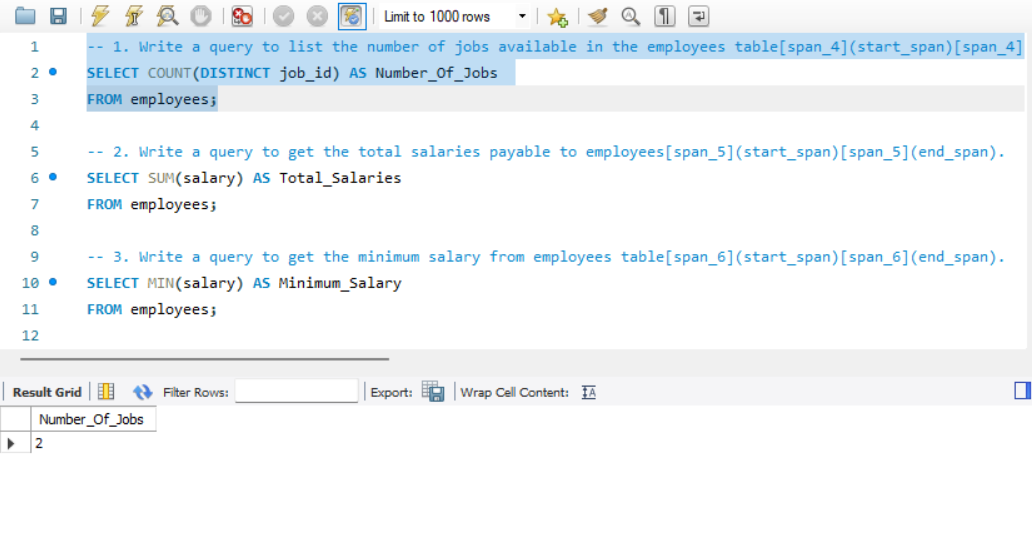 Limit to 1000 rows
1 -- 1. Write a query to list the number of jobs available in the employees table[span_4](start_span)[span_4]
2 SELECT COUNT(DISTINCT job_id) AS Number_Of_Jobs
3 FROM employees;
4
5 -- 2. Write a query to get the total salaries payable to employees[span_5](start_span)[span_5](end_span).
6 SELECT SUM(salary) AS Total_Salaries
7 FROM employees;
8
9 -- 3. Write a query to get the minimum salary from employees table[span_6](start_span)[span_6](end_span).
10 SELECT MIN(salary) AS Minimum_Salary
11 FROM employees;
12
Result Grid Filter Rows: Export: Wrap Cell Content: IA
Number_Of_Jobs
2